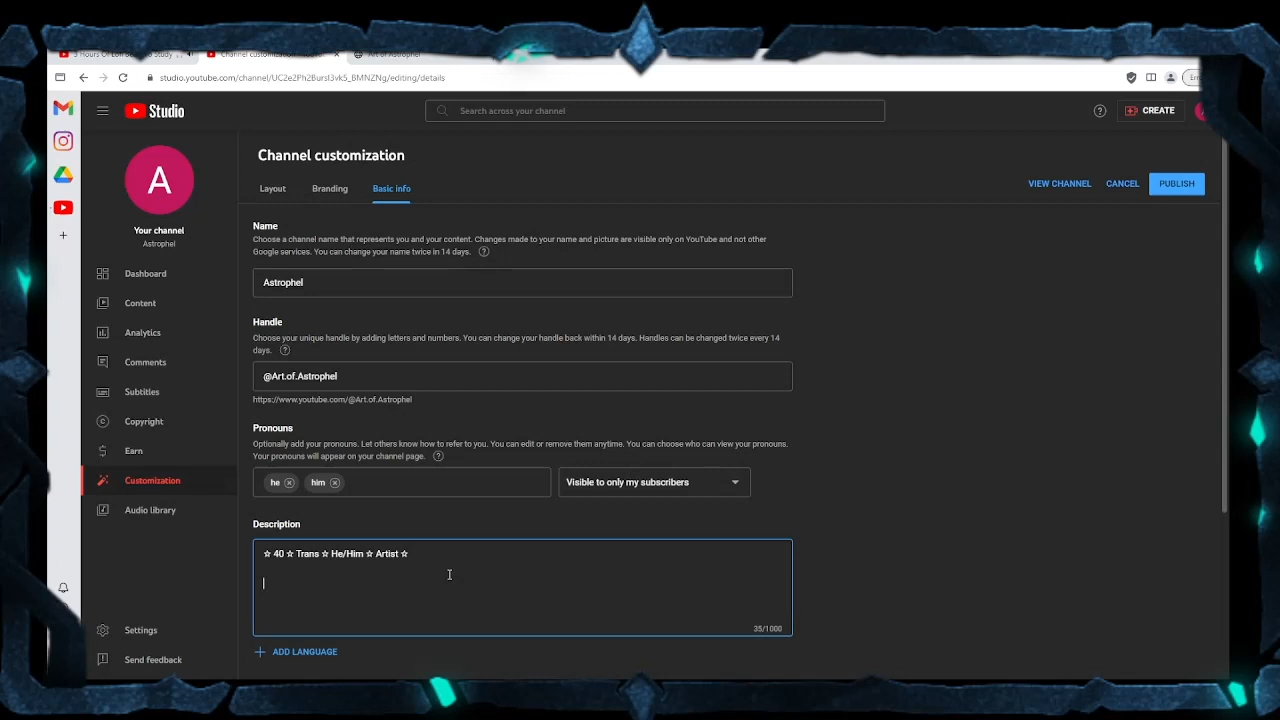 studio.youtube.com/channel/UC2e2Ph2BursI3vk5_BMNZNg/editing/details
Studio
Search across your channel
CREATE
A
Your channel
Astrophel
Dashboard
Content
Analytics
Comments
Subtitles
Copyright
Earn
Customization
Audio library
Settings
Send feedback
Channel customization
Layout
Branding
Basic info
VIEW CHANNEL
CANCEL
PUBLISH
Name
Choose a channel name that represents you and your content. Changes made to your name and picture are visible only on YouTube and not other
Google services. You can change your name twice in 14 days.
Astrophel
Handle
Choose your unique handle by adding letters and numbers. You can change your handle back within 14 days. Handles can be changed twice every 14
days.
@Art.of.Astrophel
https://www.youtube.com/@Art.of.Astrophel
Pronouns
Optionally add your pronouns. Let others know how to refer to you. You can edit or remove them anytime. You can choose who can view your pronouns.
Your pronouns will appear on your channel page.
he
him
Visible to only my subscribers
Description
☆ 40 ☆ Trans ☆ He/Him ☆ Artist ☆
35/1000
ADD LANGUAGE